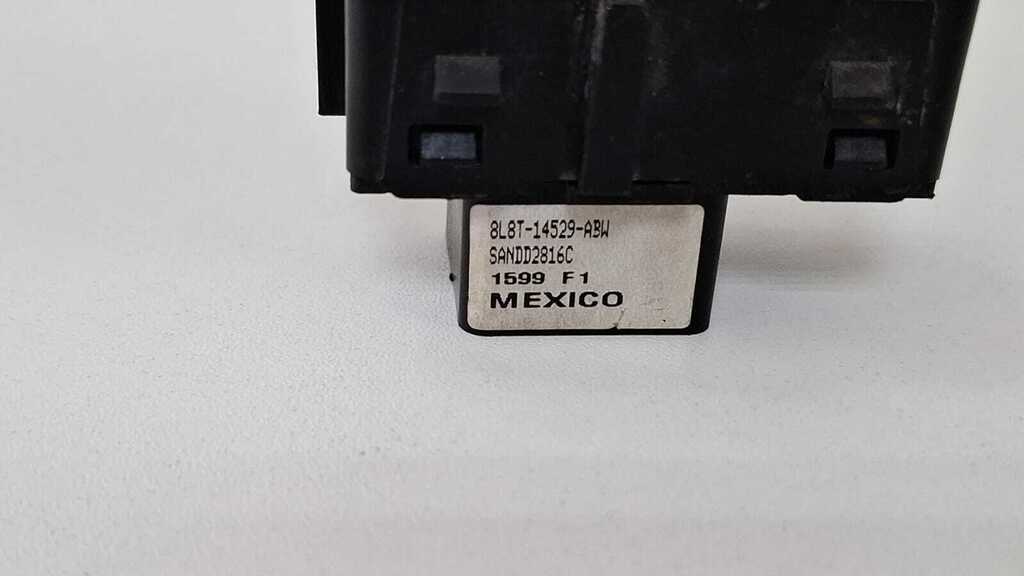 8L8T-14529-ABW
SANDD2816C
1599 F1
MEXICO